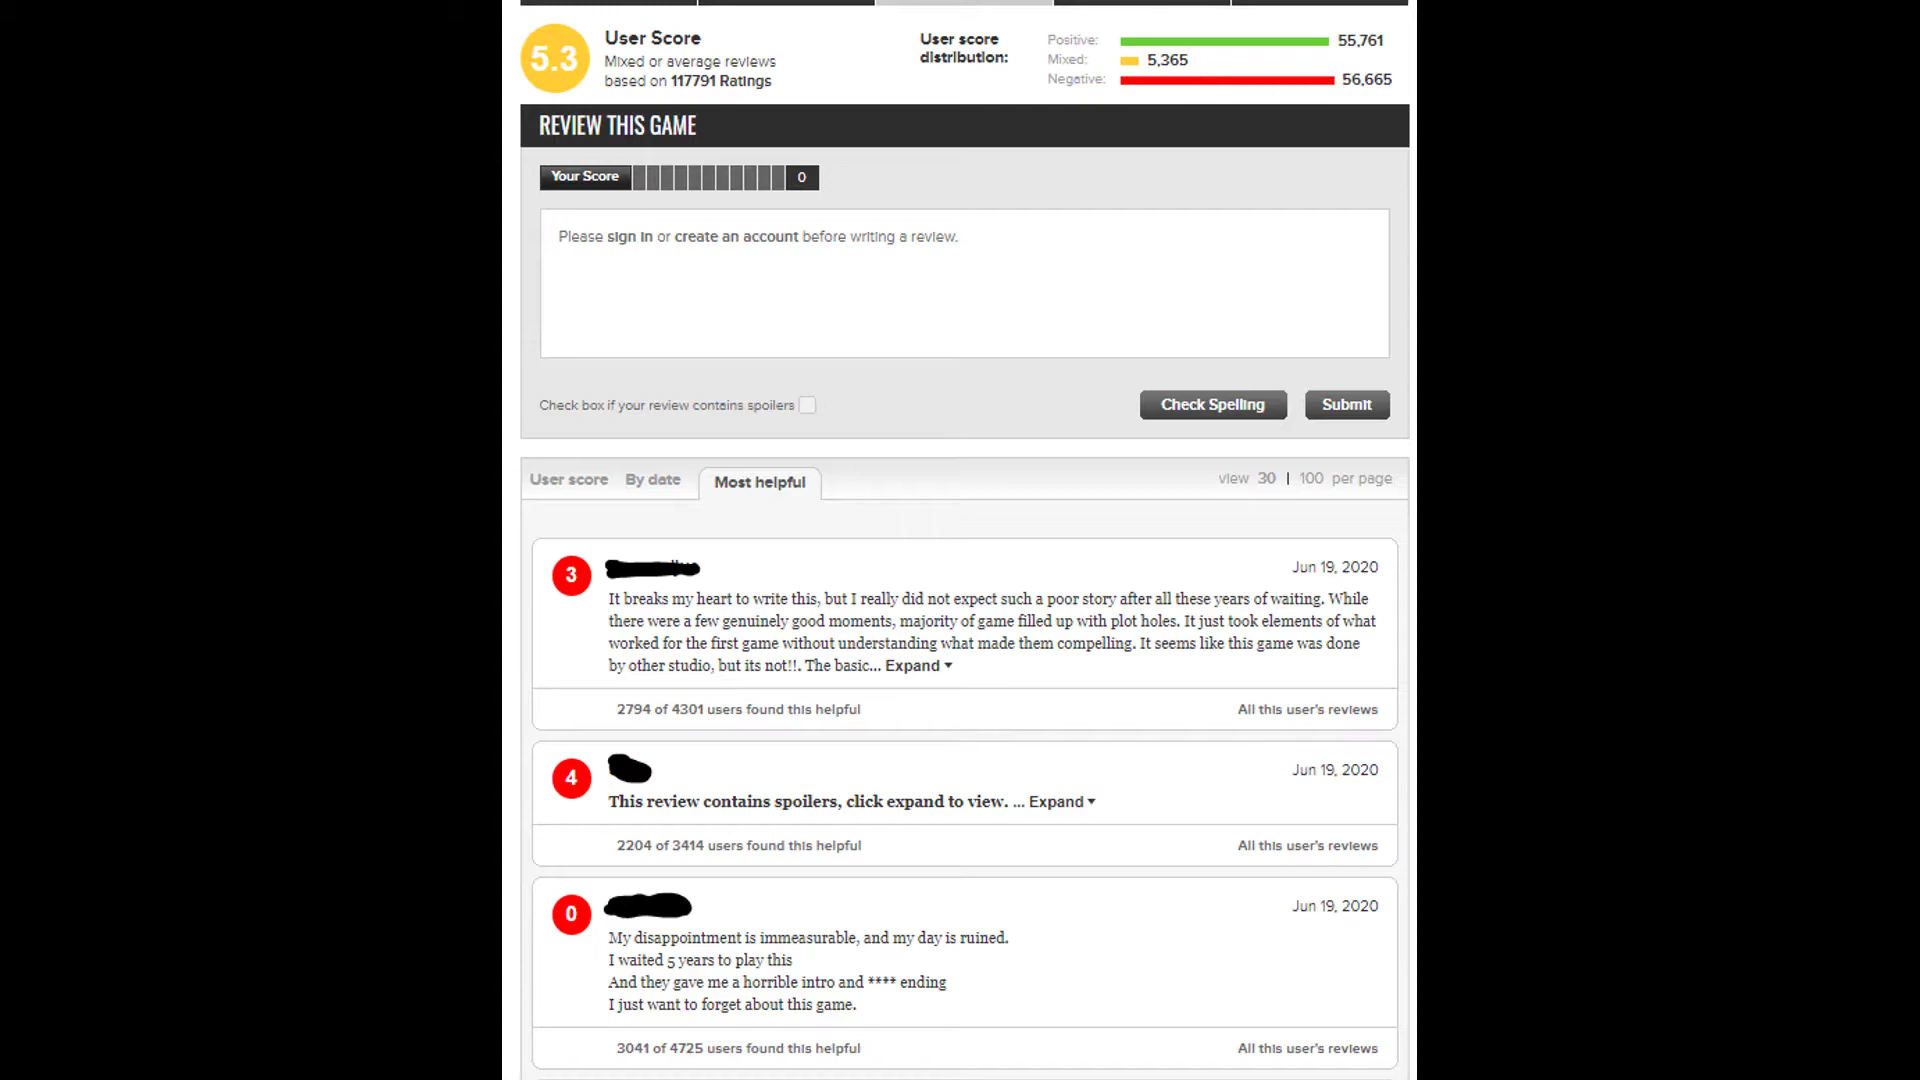 5.3
User Score
Mixed or average reviews
based on 117791 Ratings
User score
distribution:
Positive: 55,761
Mixed: 5,365
Negative: 56,665
REVIEW THIS GAME
Your Score 0
Please sign in or create an account before writing a review.
Check box if your review contains spoilers
Check Spelling Submit
User score By date Most helpful view 30 | 100 per page
3 Jun 19, 2020
It breaks my heart to write this, but I really did not expect such a poor story after all these years of waiting. While
there were a few genuinely good moments, majority of game filled up with plot holes. It just took elements of what
worked for the first game without understanding what made them compelling. It seems like this game was done
by other studio, but its not!!. The basic... Expand
2794 of 4301 users found this helpful All this user's reviews
4 Jun 19, 2020
This review contains spoilers, click expand to view. ... Expand
2204 of 3414 users found this helpful All this user's reviews
0 Jun 19, 2020
My disappointment is immeasurable, and my day is ruined.
I waited 5 years to play this
And they gave me a horrible intro and **** ending
I just want to forget about this game.
3041 of 4725 users found this helpful All this user's reviews